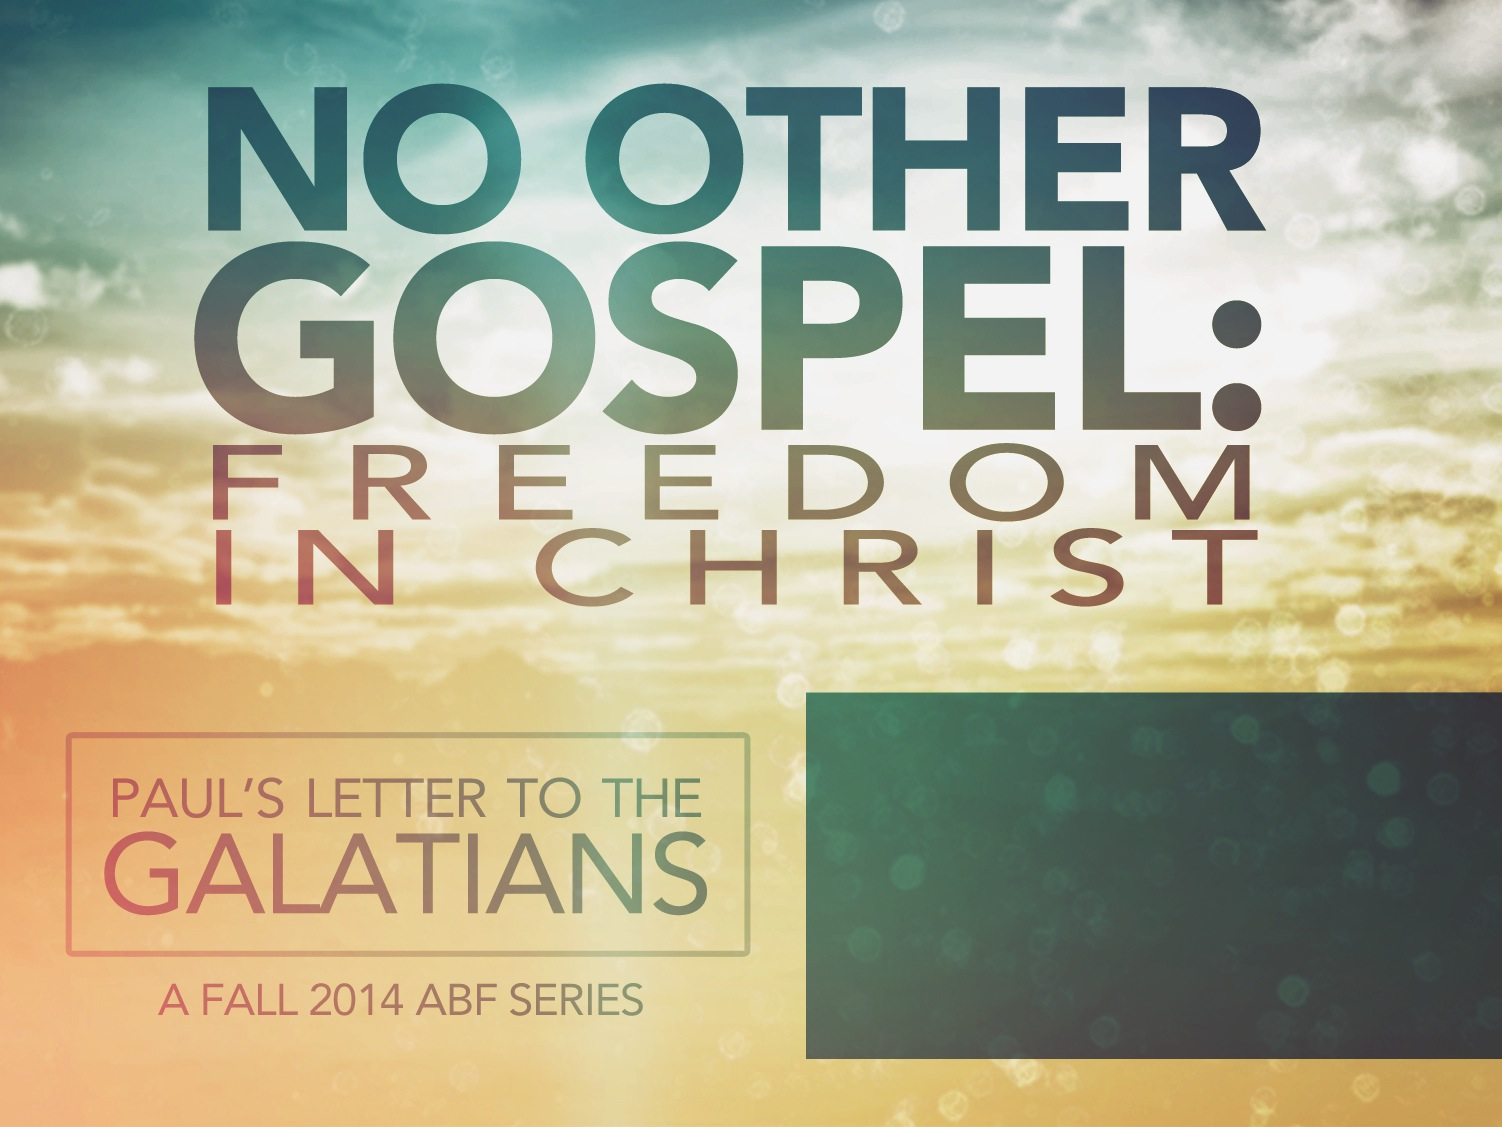 NO OTHER
GOSPEL:
FREEDOM
IN CHRIST
PAUL'S LETTER TO THE
GALATIANS
A FALL 2014 ABF SERIES